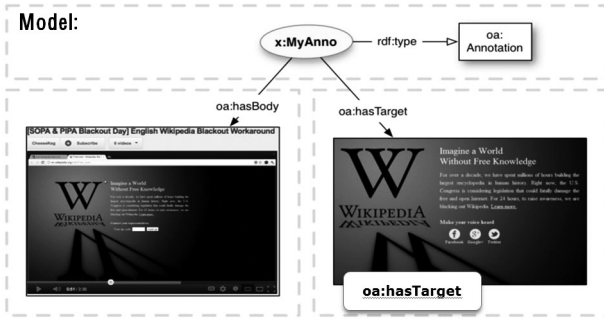 Model:
x:MyAnno
rdf:type
oa:
Annotation
oa:hasBody
oa:hasTarget
[SOPA & PIPA Blackout Day] English Wikipedia Blackout Workaround
Subscribe
Imagine a World
Without Free Knowledge
WIKIPEDIA
Imagine a World
Without Free Knowledge
For over a decade, we have spent millions of hours building the
largest encyclopedia in human history. Right now, the U.S.
Congress is considering legislation that could fatally damage the
free and open Internet. For 24 hours, to raise awareness, we are
blocking out Wikipedia. Learn more.
Make your voice heard
Facebook Google+ Twitter
WIKIPEDIA
oa:hasTarget